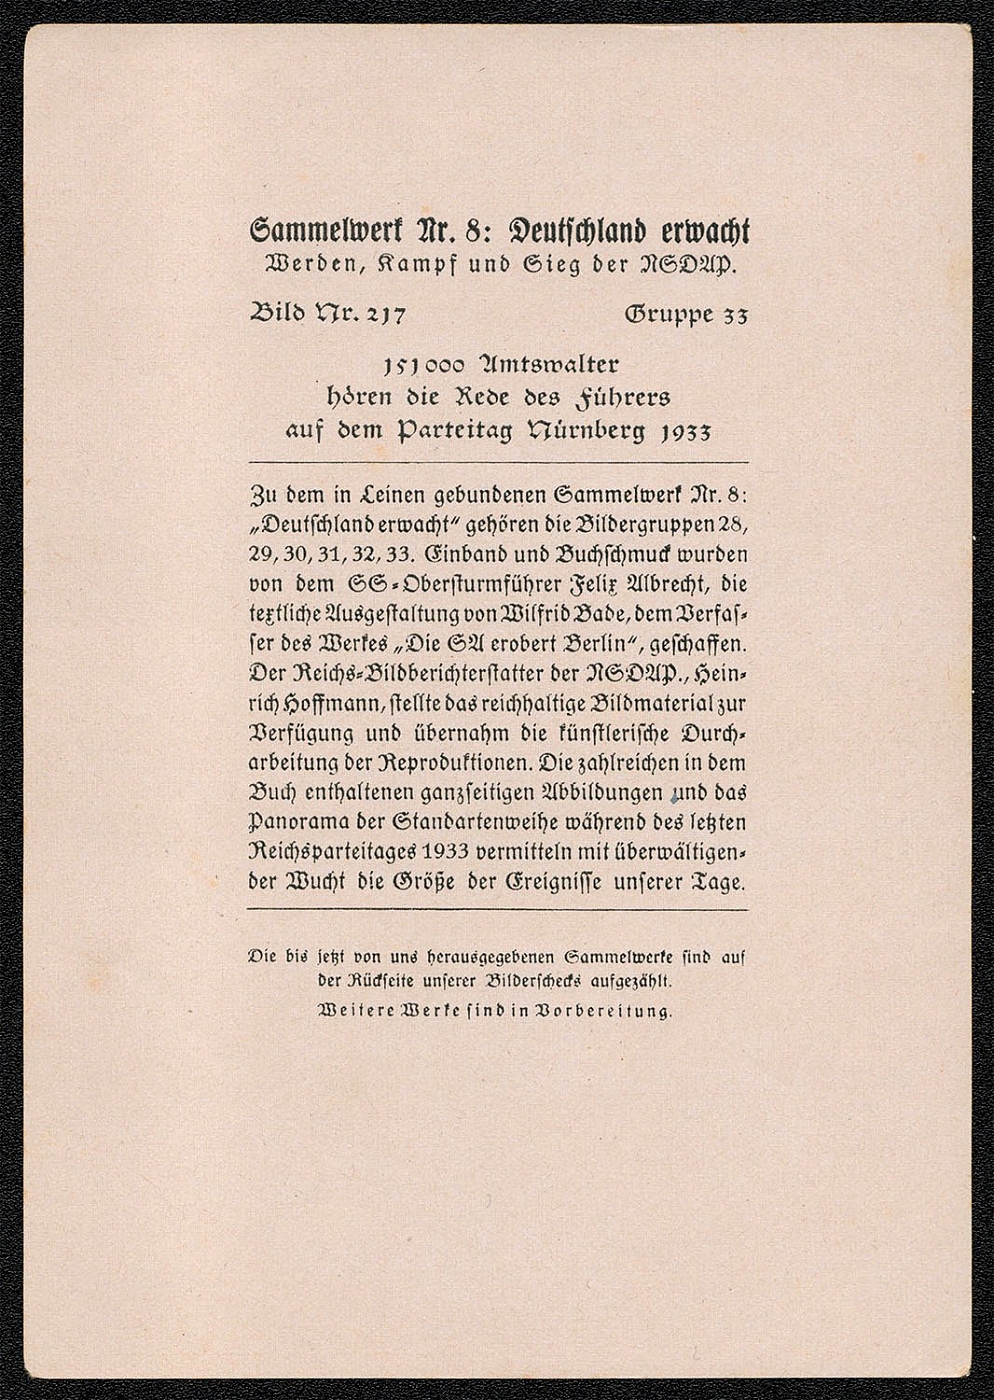 Sammelwerk Nr. 8: Deutschland erwacht
Werden, Kampf und Sieg der NSDAP.
Bild Nr. 217 Gruppe 33
151000 Amtswalter
hören die Rede des Führers
auf dem Parteitag Nürnberg 1933
Zu dem in Leinen gebundenen Sammelwerk Nr. 8:
„Deutschland erwacht“ gehören die Bildergruppen 28,
29, 30, 31, 32, 33. Einband und Buchschmuck wurden
von dem SS-Obersturmführer Felix Albrecht, die
textliche Ausgestaltung von Wilfrid Bade, dem Verfas-
ser des Werkes „Die SA erobert Berlin“, geschaffen.
Der Reichs-Bildberichterstatter der NSDAP., Hein-
rich Hoffmann, stellte das reichhaltige Bildmaterial zur
Verfügung und übernahm die künstlerische Durch-
arbeitung der Reproduktionen. Die zahlreichen in dem
Buch enthaltenen ganzseitigen Abbildungen und das
Panorama der Standartenweihe während des letzten
Reichsparteitages 1933 vermitteln mit überwältigen-
der Wucht die Größe der Ereignisse unserer Tage.
Die bis jetzt von uns herausgegebenen Sammelwerke sind auf
der Rückseite unserer Bilderschecks aufgezählt.
Weitere Werke sind in Vorbereitung.